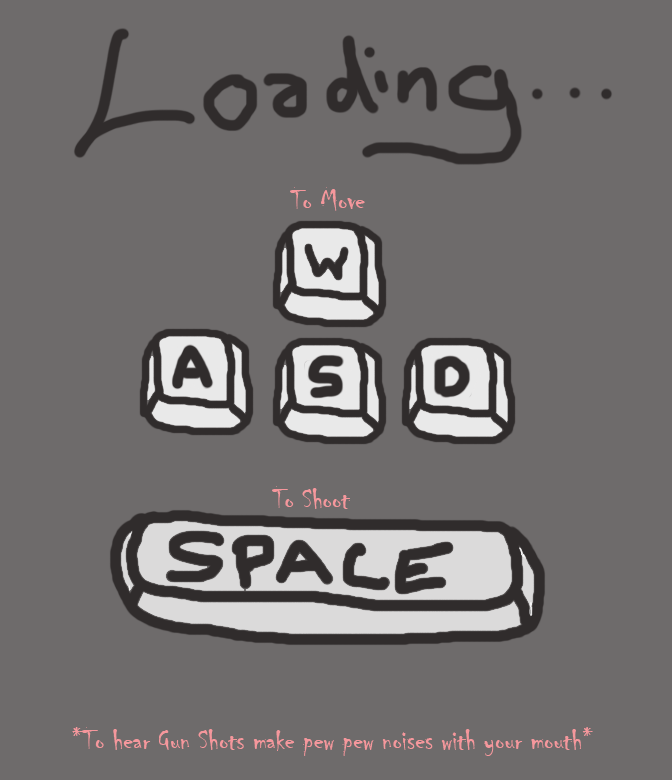 Loading...
To Move
W
A S D
To Shoot
SPACE
*To hear Gun Shots make pew pew noises with your mouth*